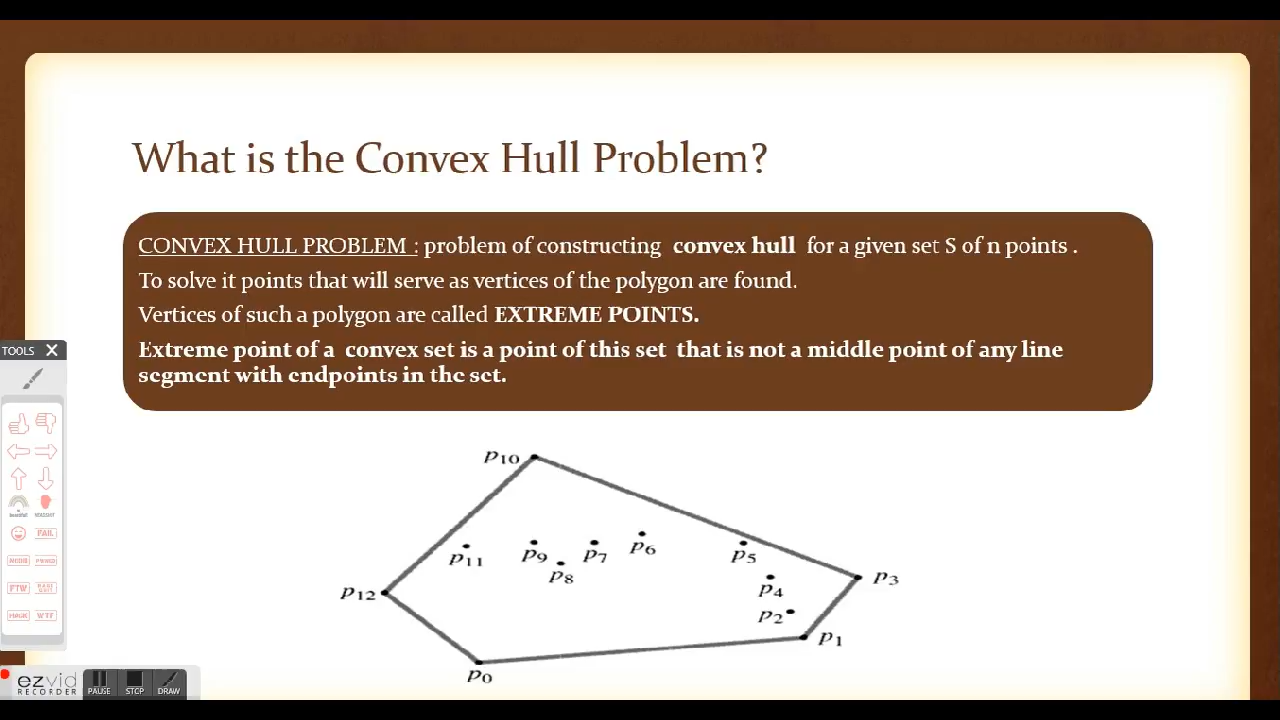 What is the Convex Hull Problem?
CONVEX HULL PROBLEM : problem of constructing convex hull for a given set S of n points .
To solve it points that will serve as vertices of the polygon are found.
Vertices of such a polygon are called EXTREME POINTS.
Extreme point of a convex set is a point of this set that is not a middle point of any line
segment with endpoints in the set.
TOOLS X
FAIL
FTW
WTF
p10
p11 p9 p8 p7 p6 p5
p12 p4 p3
p2 p1
p0
ezvid
RECORDER
PAUSE STOP DRAW